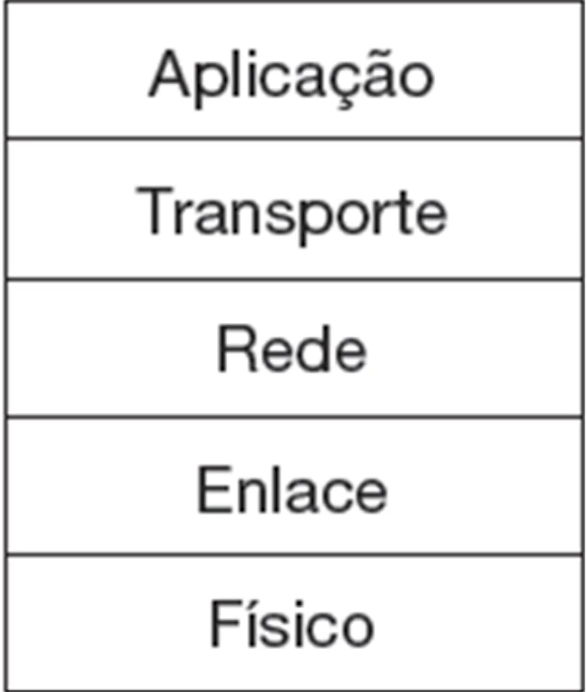 Aplicação
Transporte
Rede
Enlace
Físico